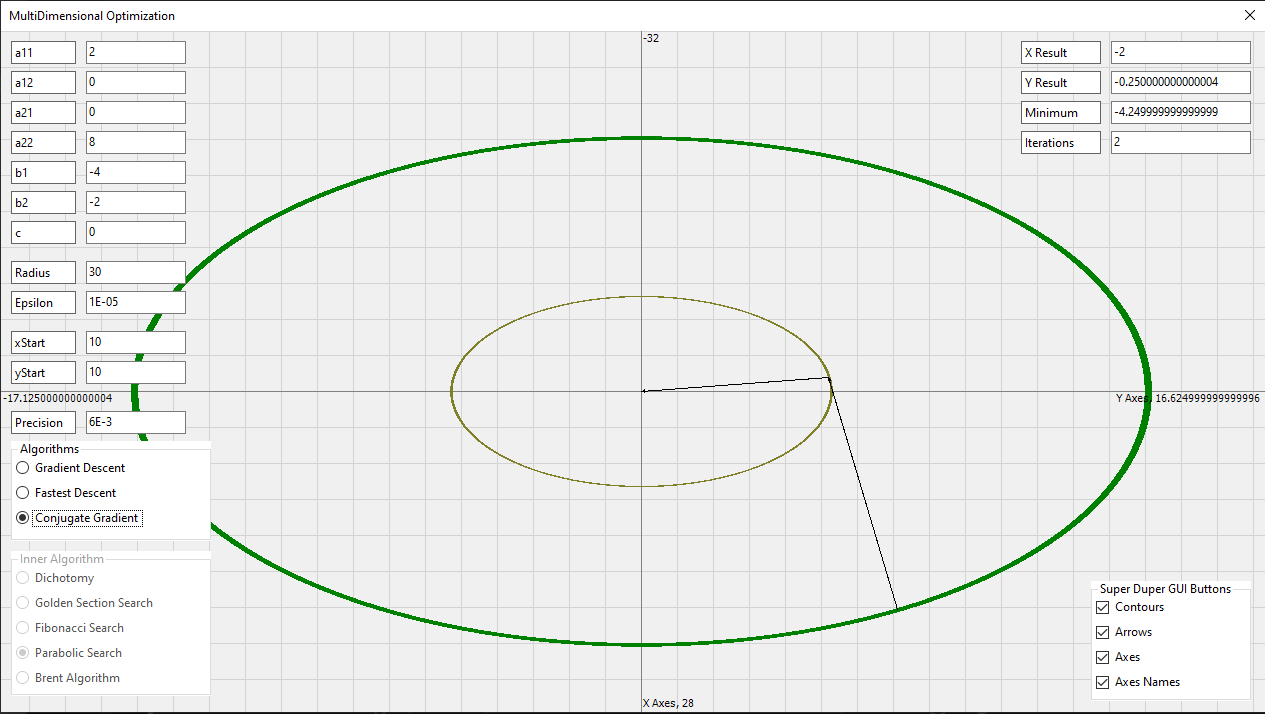 MultiDimensional Optimization
-32
a11 2
a12 0
a21 0
a22 8
b1 -4
b2 -2
c 0
Radius 30
Epsilon 1E-05
xStart 10
yStart 10
Precision 6E-3
X Result -2
Y Result -0.250000000000004
Minimum -4.249999999999999
Iterations 2
-17.125000000000004
Y Axes, 16.624999999999996
Algorithms
Gradient Descent
Fastest Descent
Conjugate Gradient
Inner Algorithm
Dichotomy
Golden Section Search
Fibonacci Search
Parabolic Search
Brent Algorithm
Super Duper GUI Buttons
Contours
Arrows
Axes
Axes Names
X Axes, 28